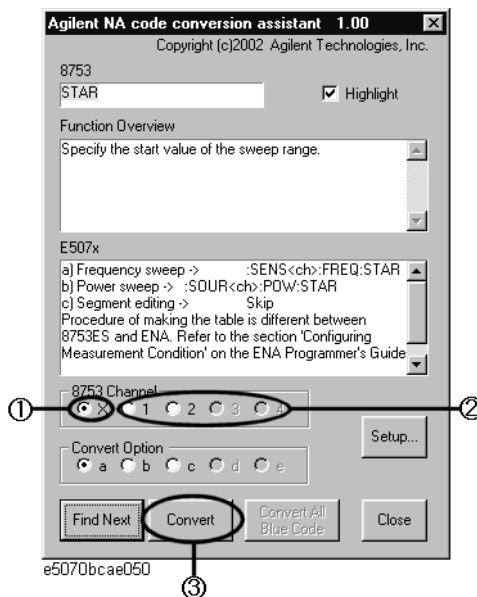 Agilent NA code conversion assistant 1.00
Copyright (c)2002 Agilent Technologies, Inc.
8753
STAR
Highlight
Function Overview
Specify the start value of the sweep range.
E507x
a) Frequency sweep -> :SENS<ch>:FREQ:STAR
b) Power sweep -> :SOUR<ch>:POW:STAR
c) Segment editing -> Skip
Procedure of making the table is different between
8753ES and ENA. Refer to the section 'Configuring
Measurement Condition' on the ENA Programmer's Guide
8753 Channel
① X 1 2 3 4 ②
Setup...
Convert Option
a b c d e
Find Next
Convert
Convert All
Blue Code
Close
e5070bcae050
③